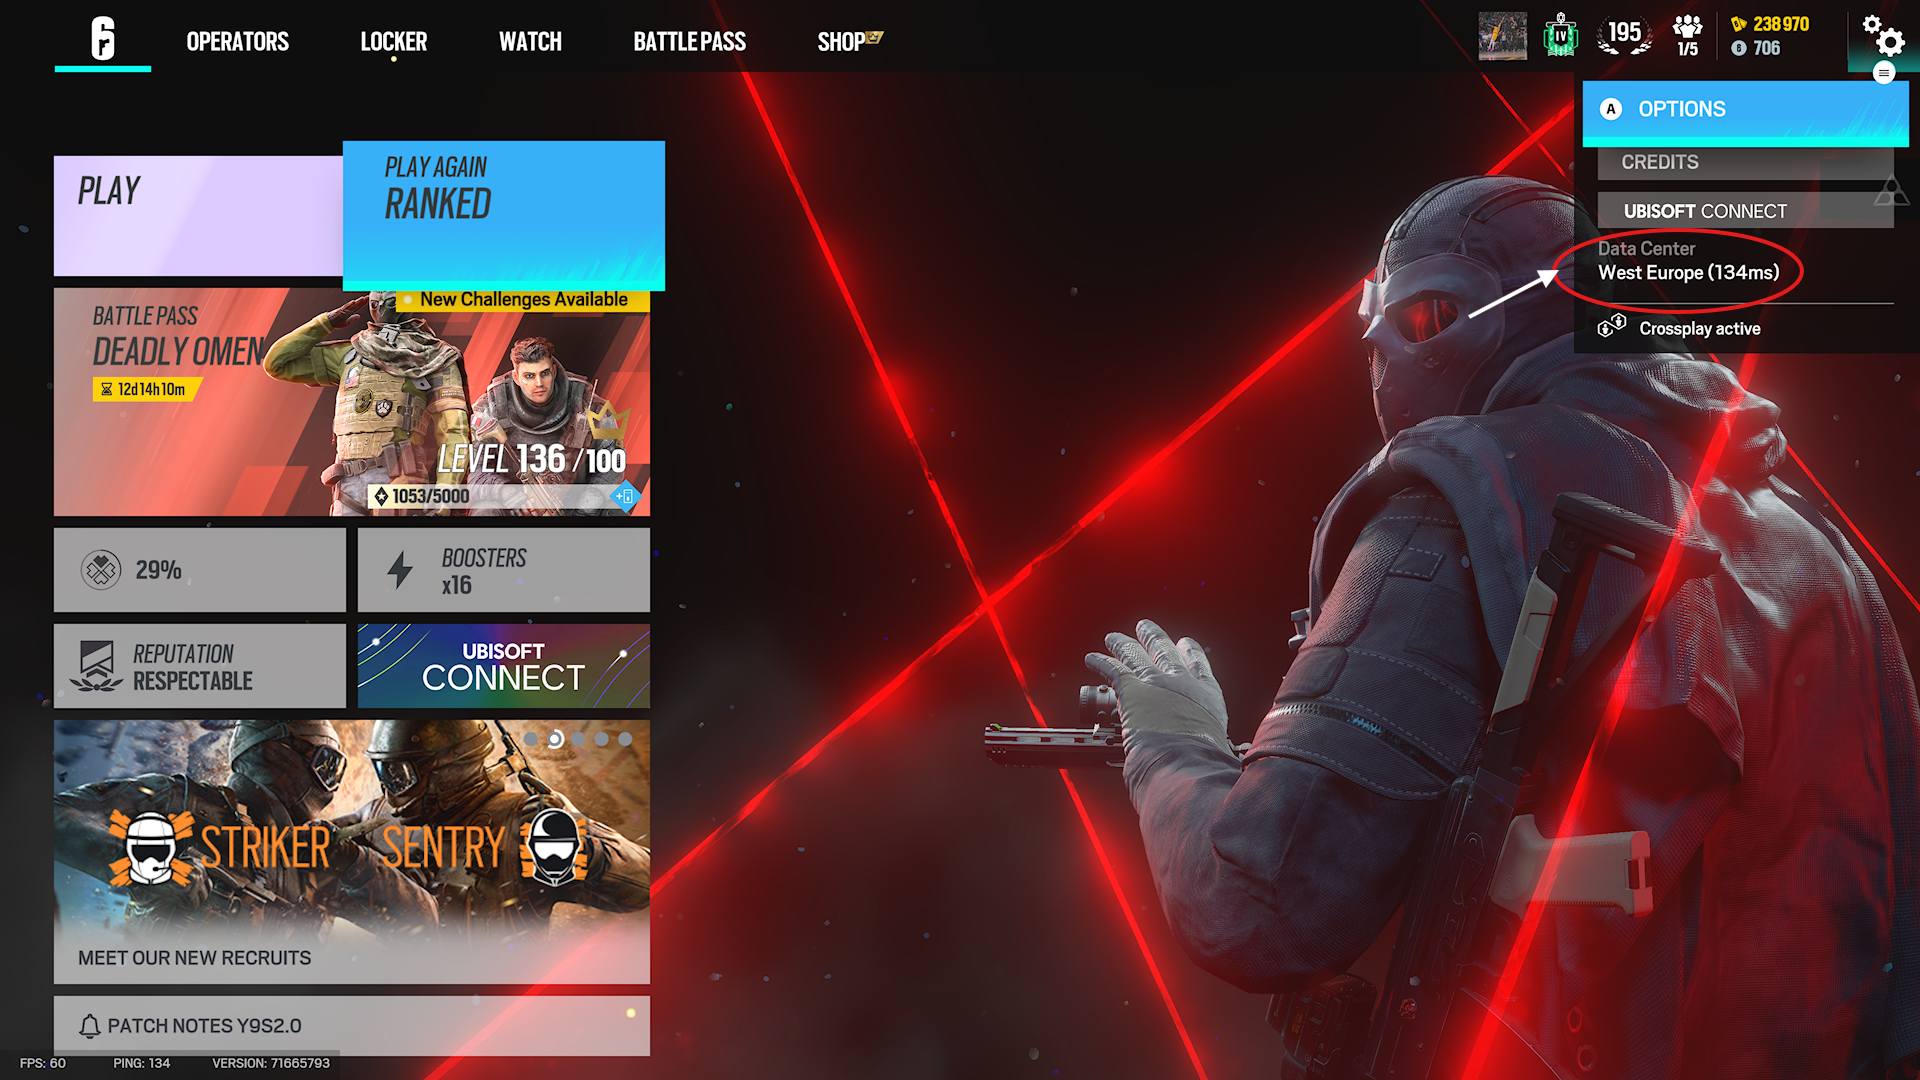 OPERATORS
LOCKER
WATCH
BATTLE PASS
SHOP
IV
195
1/5
238 970
706
A OPTIONS
CREDITS
UBISOFT CONNECT
Data Center
West Europe (134ms)
Crossplay active
PLAY
PLAY AGAIN
RANKED
New Challenges Available
BATTLE PASS
DEADLY OMEN
12d 14h 10m
LEVEL 136 /100
1053/5000
29%
BOOSTERS
x16
REPUTATION
RESPECTABLE
UBISOFT
CONNECT
STRIKER
SENTRY
MEET OUR NEW RECRUITS
PATCH NOTES Y9S2.0
FPS: 60
PING: 134
VERSION: 71665793